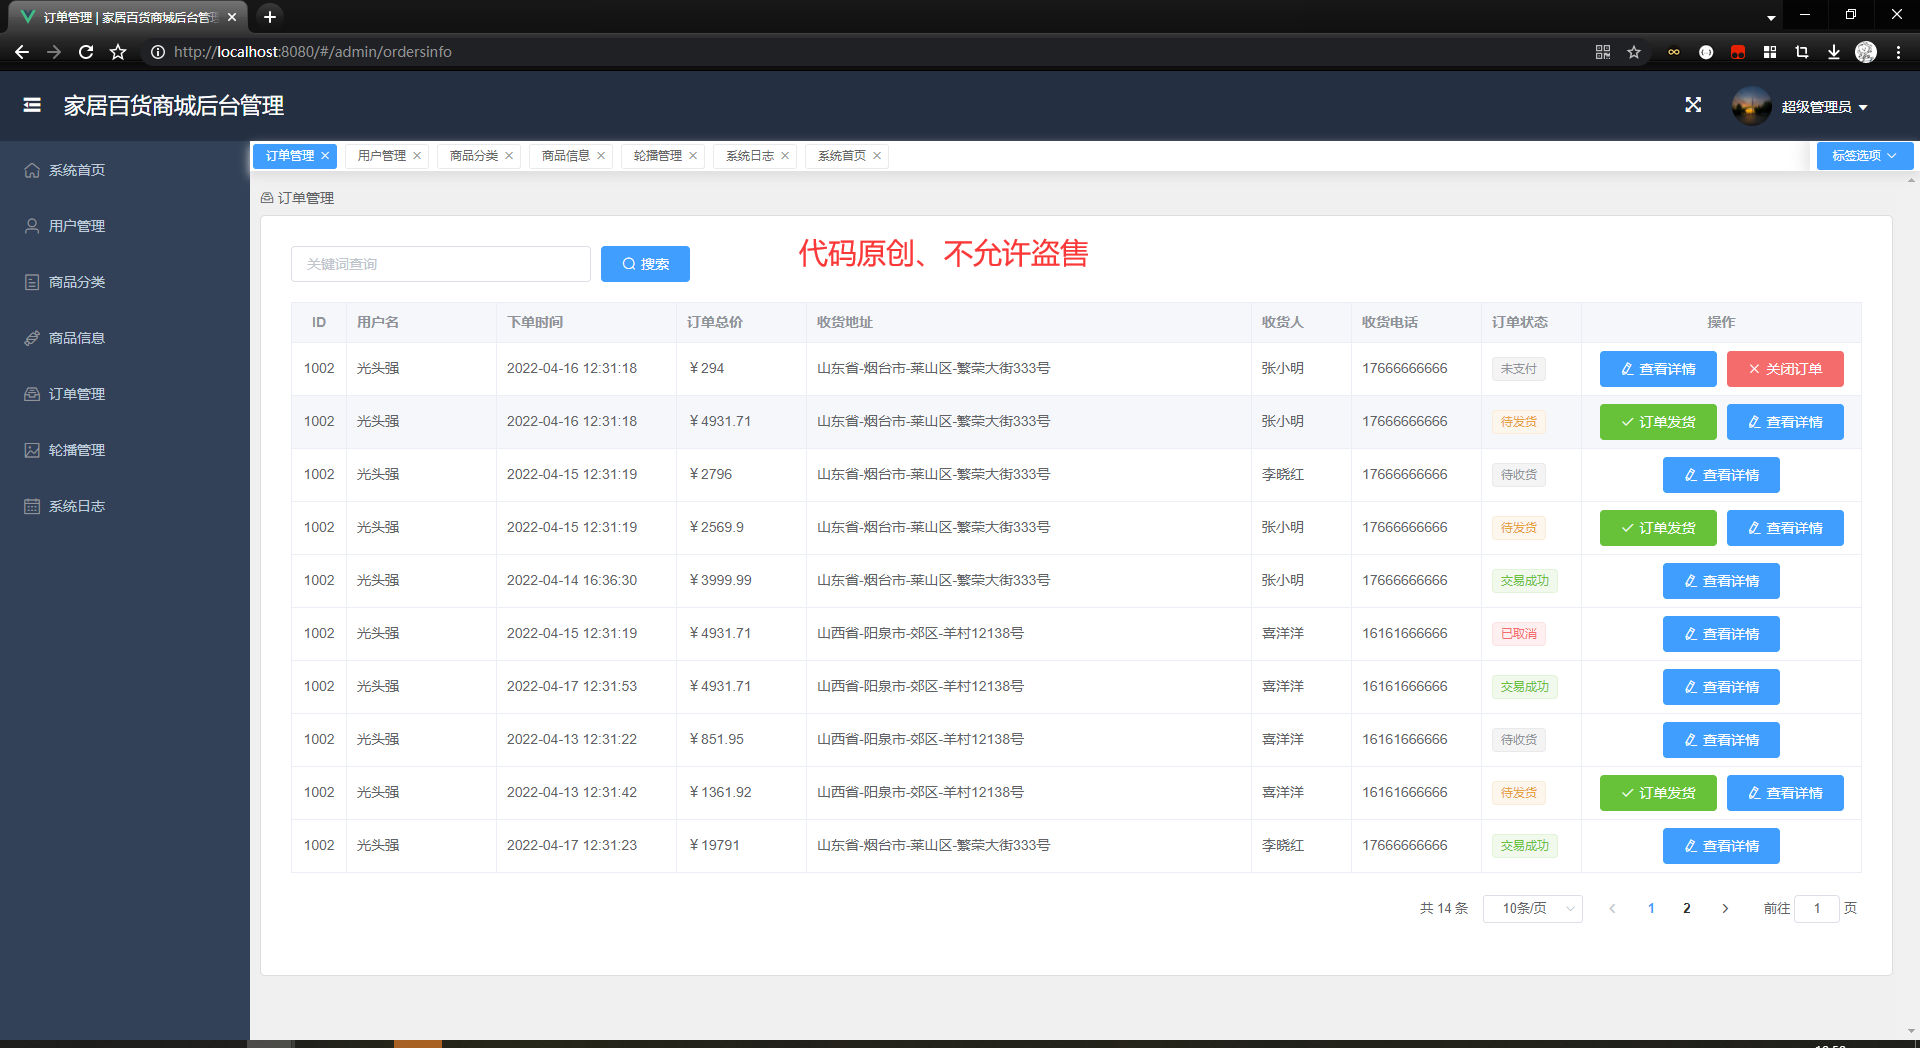 订单管理 | 家居百货商城后台管
http://localhost:8080/#/admin/ordersinfo
家居百货商城后台管理
超级管理员
系统首页
用户管理
商品分类
商品信息
订单管理
轮播管理
系统日志
订单管理 用户管理 商品分类 商品信息 轮播管理 系统日志 系统首页 标签选项
订单管理
关键词查询 搜索
代码原创、不允许盗售
ID 用户名 下单时间 订单总价 收货地址 收货人 收货电话 订单状态 操作
1002 光头强 2022-04-16 12:31:18 ￥294 山东省-烟台市-莱山区-繁荣大街333号 张小明 17666666666 未支付 查看详情 关闭订单
1002 光头强 2022-04-16 12:31:18 ￥4931.71 山东省-烟台市-莱山区-繁荣大街333号 张小明 17666666666 待发货 订单发货 查看详情
1002 光头强 2022-04-15 12:31:19 ￥2796 山东省-烟台市-莱山区-繁荣大街333号 李晓红 17666666666 待收货 查看详情
1002 光头强 2022-04-15 12:31:19 ￥2569.9 山东省-烟台市-莱山区-繁荣大街333号 张小明 17666666666 待发货 订单发货 查看详情
1002 光头强 2022-04-14 16:36:30 ￥3999.99 山东省-烟台市-莱山区-繁荣大街333号 张小明 17666666666 交易成功 查看详情
1002 光头强 2022-04-15 12:31:19 ￥4931.71 山西省-阳泉市-郊区-羊村12138号 喜洋洋 16161666666 已取消 查看详情
1002 光头强 2022-04-17 12:31:53 ￥4931.71 山西省-阳泉市-郊区-羊村12138号 喜洋洋 16161666666 交易成功 查看详情
1002 光头强 2022-04-13 12:31:22 ￥851.95 山西省-阳泉市-郊区-羊村12138号 喜洋洋 16161666666 待收货 查看详情
1002 光头强 2022-04-13 12:31:42 ￥1361.92 山西省-阳泉市-郊区-羊村12138号 喜洋洋 16161666666 待发货 订单发货 查看详情
1002 光头强 2022-04-17 12:31:23 ￥19791 山东省-烟台市-莱山区-繁荣大街333号 李晓红 17666666666 交易成功 查看详情
共 14 条 10条/页 1 2 前往 1 页